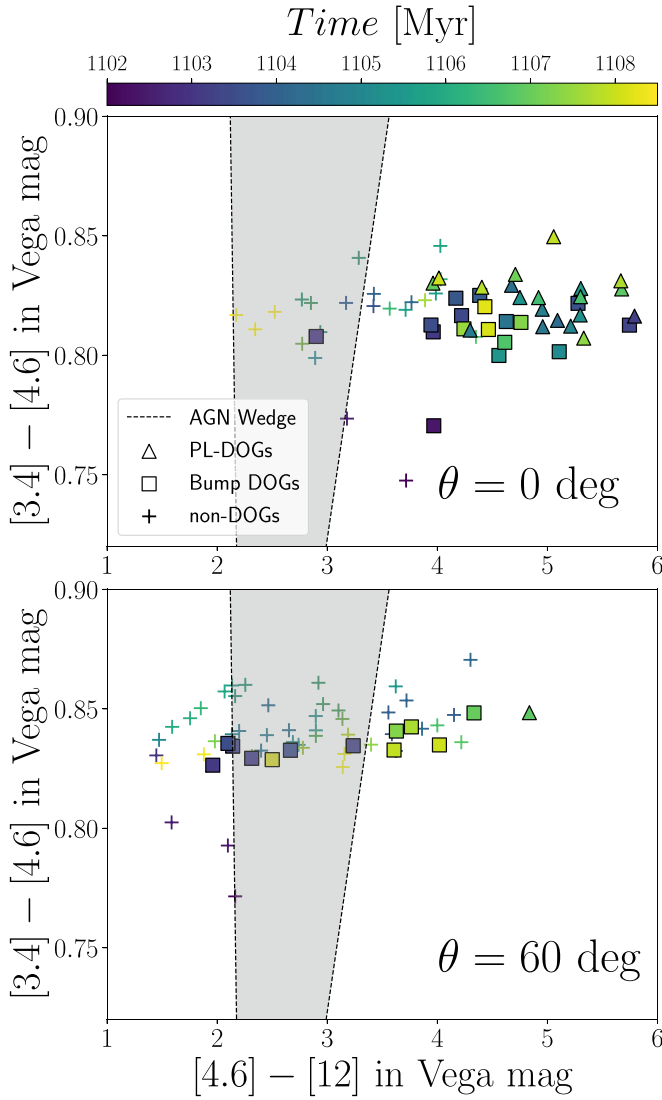 Time [Myr]
1102 1103 1104 1105 1106 1107 1108
0.90
0.85
0.80
0.75
[3.4] − [4.6] in Vega mag
AGN Wedge
PL-DOGs
Bump DOGs
non-DOGs
θ = 0 deg
1 2 3 4 5 6
0.90
0.85
0.80
0.75
[3.4] − [4.6] in Vega mag
θ = 60 deg
1 2 3 4 5 6
[4.6] − [12] in Vega mag